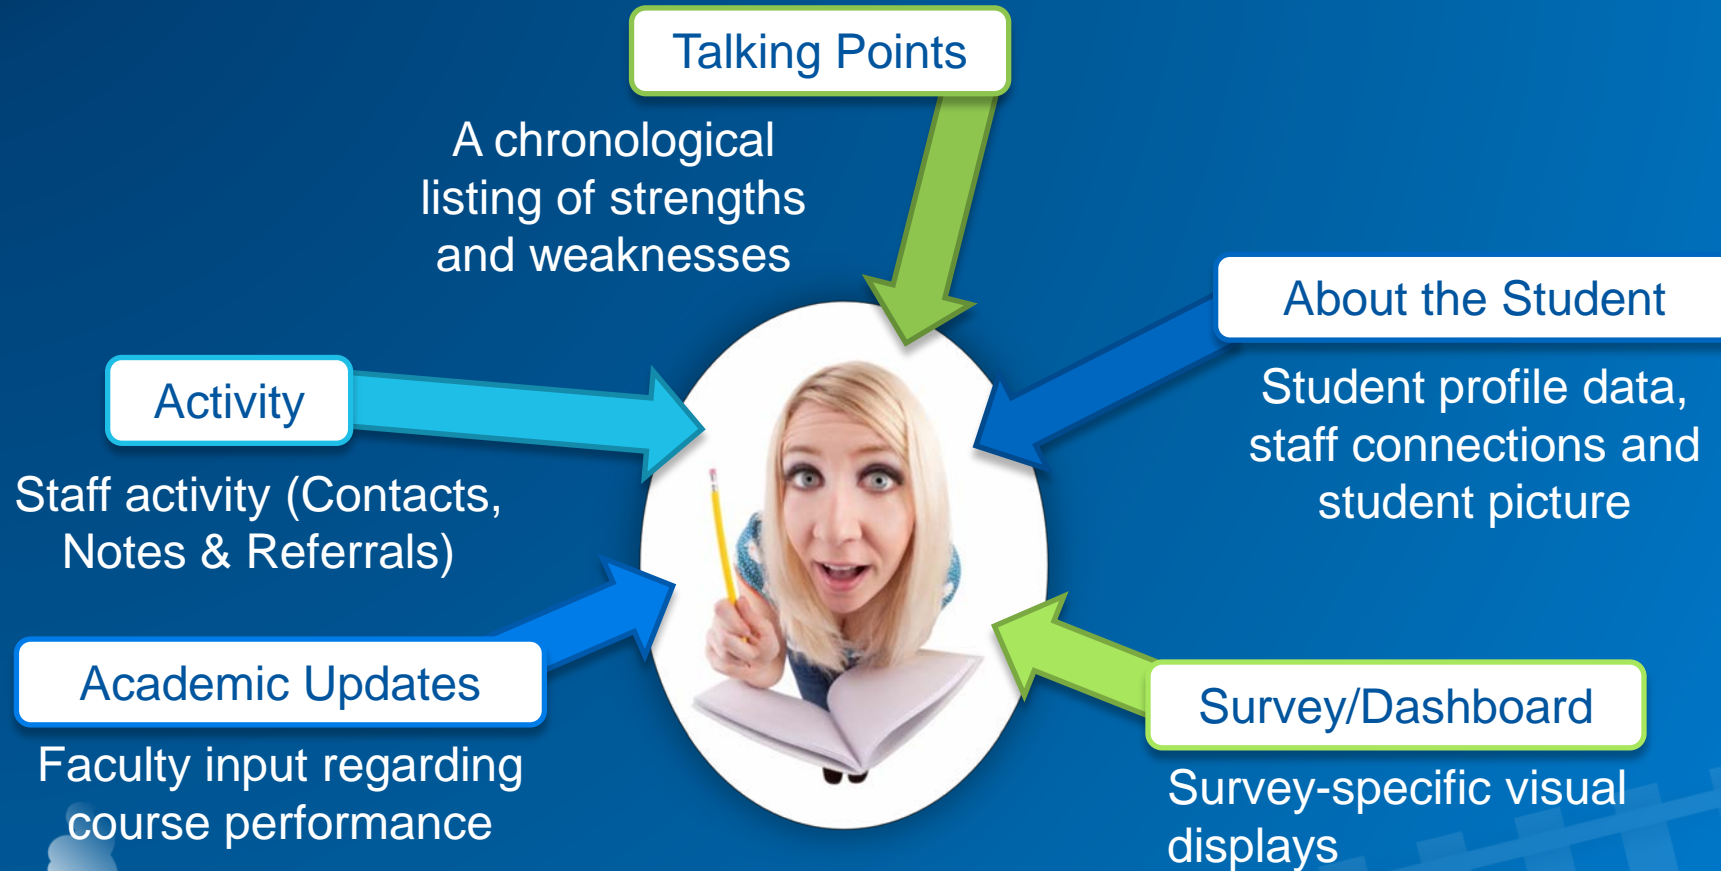 Talking Points
A chronological
listing of strengths
and weaknesses
About the Student
Student profile data,
staff connections and
student picture
Activity
Staff activity (Contacts,
Notes & Referrals)
Academic Updates
Faculty input regarding
course performance
Survey/Dashboard
Survey-specific visual
displays